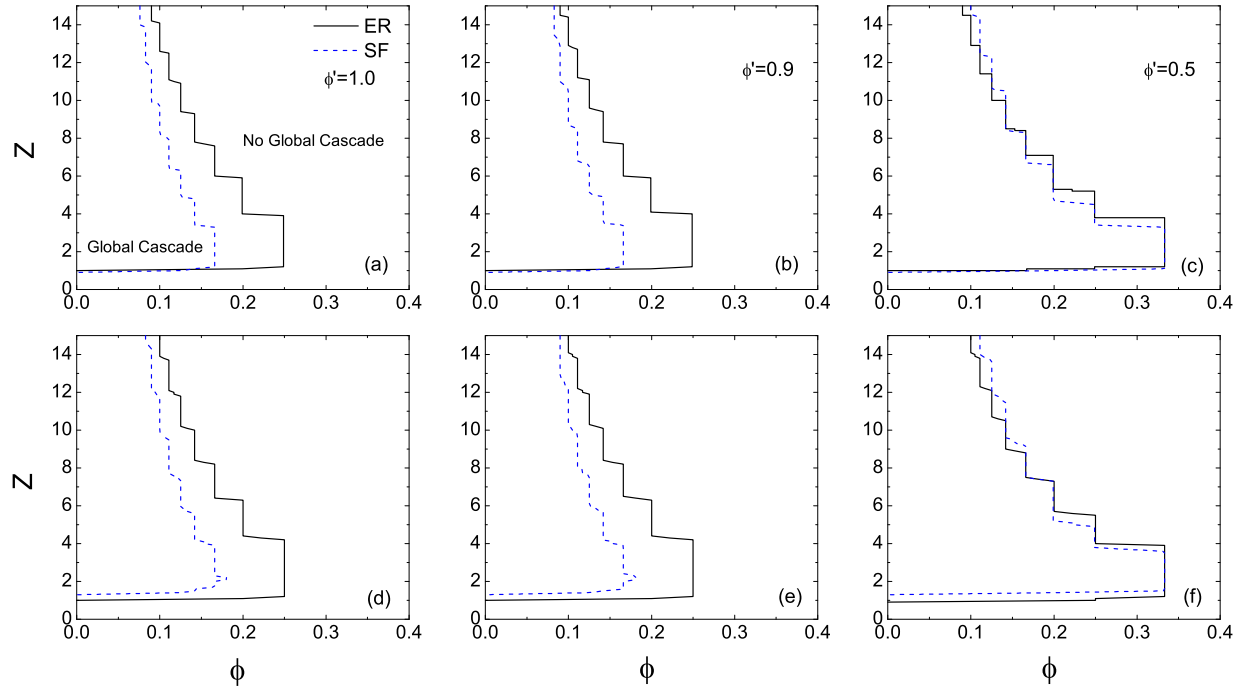 ER
SF
ϕ'=1.0
No Global Cascade
Global Cascade
(a)
Z
0 2 4 6 8 10 12 14
0.0 0.1 0.2 0.3 0.4
ϕ'=0.9
(b)
0 2 4 6 8 10 12 14
0.0 0.1 0.2 0.3 0.4
ϕ'=0.5
(c)
0 2 4 6 8 10 12 14
0.0 0.1 0.2 0.3 0.4
(d)
Z
0 2 4 6 8 10 12 14
0.0 0.1 0.2 0.3 0.4
ϕ
(e)
0 2 4 6 8 10 12 14
0.0 0.1 0.2 0.3 0.4
ϕ
(f)
0 2 4 6 8 10 12 14
0.0 0.1 0.2 0.3 0.4
ϕ